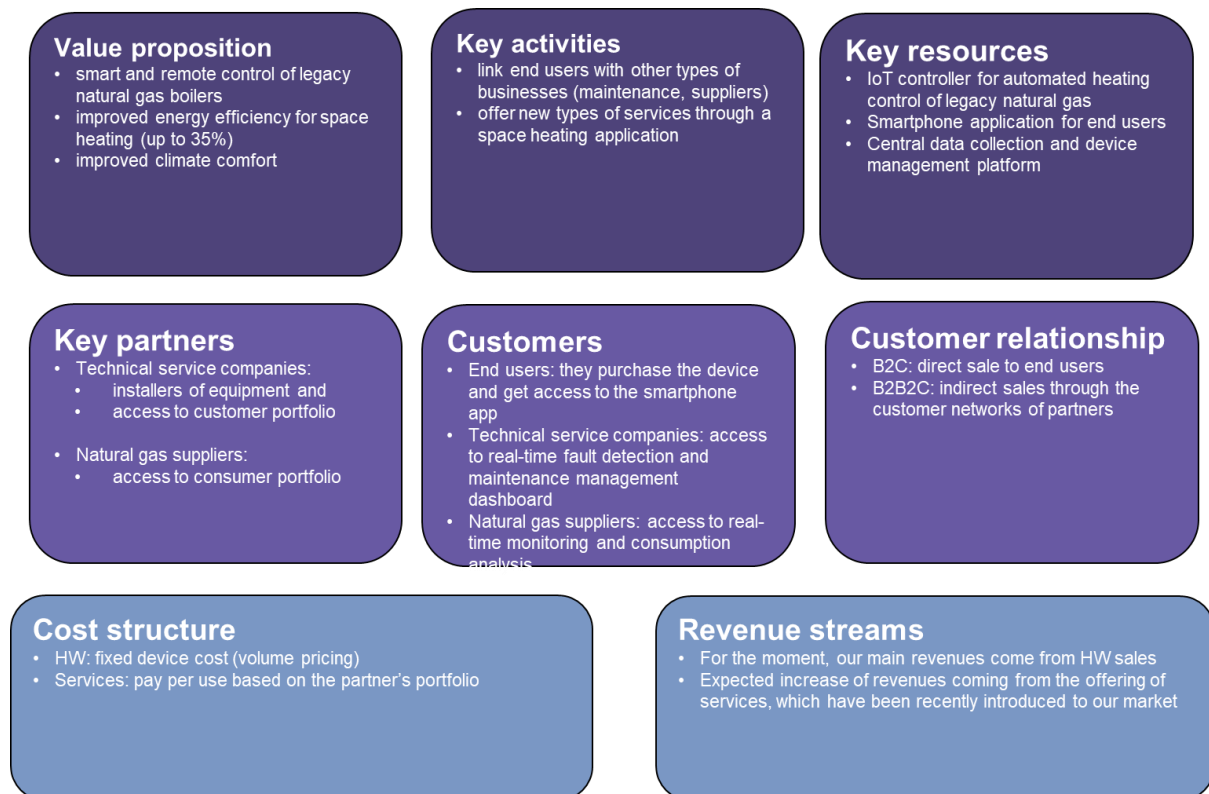 Value proposition
• smart and remote control of legacy
natural gas boilers
• improved energy efficiency for space
heating (up to 35%)
• improved climate comfort
Key activities
• link end users with other types of
businesses (maintenance, suppliers)
• offer new types of services through a
space heating application
Key resources
• IoT controller for automated heating
control of legacy natural gas
• Smartphone application for end users
• Central data collection and device
management platform
Key partners
• Technical service companies:
• installers of equipment and
• access to customer portfolio
• Natural gas suppliers:
• access to consumer portfolio
Customers
• End users: they purchase the device
and get access to the smartphone
app
• Technical service companies: access
to real-time fault detection and
maintenance management
dashboard
• Natural gas suppliers: access to real-
time monitoring and consumption
analysis
Customer relationship
• B2C: direct sale to end users
• B2B2C: indirect sales through the
customer networks of partners
Cost structure
• HW: fixed device cost (volume pricing)
• Services: pay per use based on the partner's portfolio
Revenue streams
• For the moment, our main revenues come from HW sales
• Expected increase of revenues coming from the offering of
services, which have been recently introduced to our market